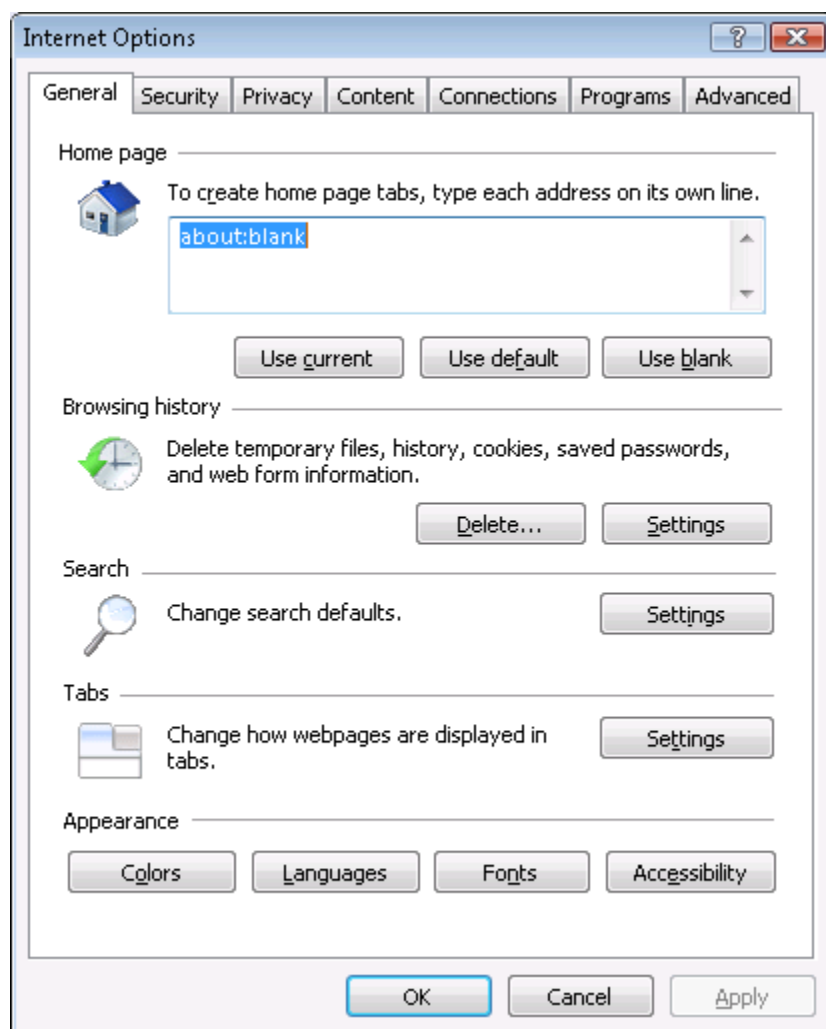 Internet Options
General Security Privacy Content Connections Programs Advanced
Home page
To create home page tabs, type each address on its own line.
about:blank
Use current Use default Use blank
Browsing history
Delete temporary files, history, cookies, saved passwords,
and web form information.
Delete... Settings
Search
Change search defaults. Settings
Tabs
Change how webpages are displayed in
tabs.
Settings
Appearance
Colors Languages Fonts Accessibility
OK Cancel Apply